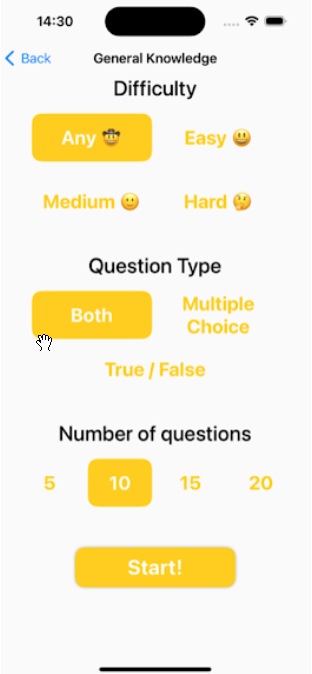 14:30
Back
General Knowledge
Difficulty
Any 🤠 Easy 😃
Medium 🙂 Hard 🤔
Question Type
Both Multiple
Choice
True / False
Number of questions
5 10 15 20
Start!